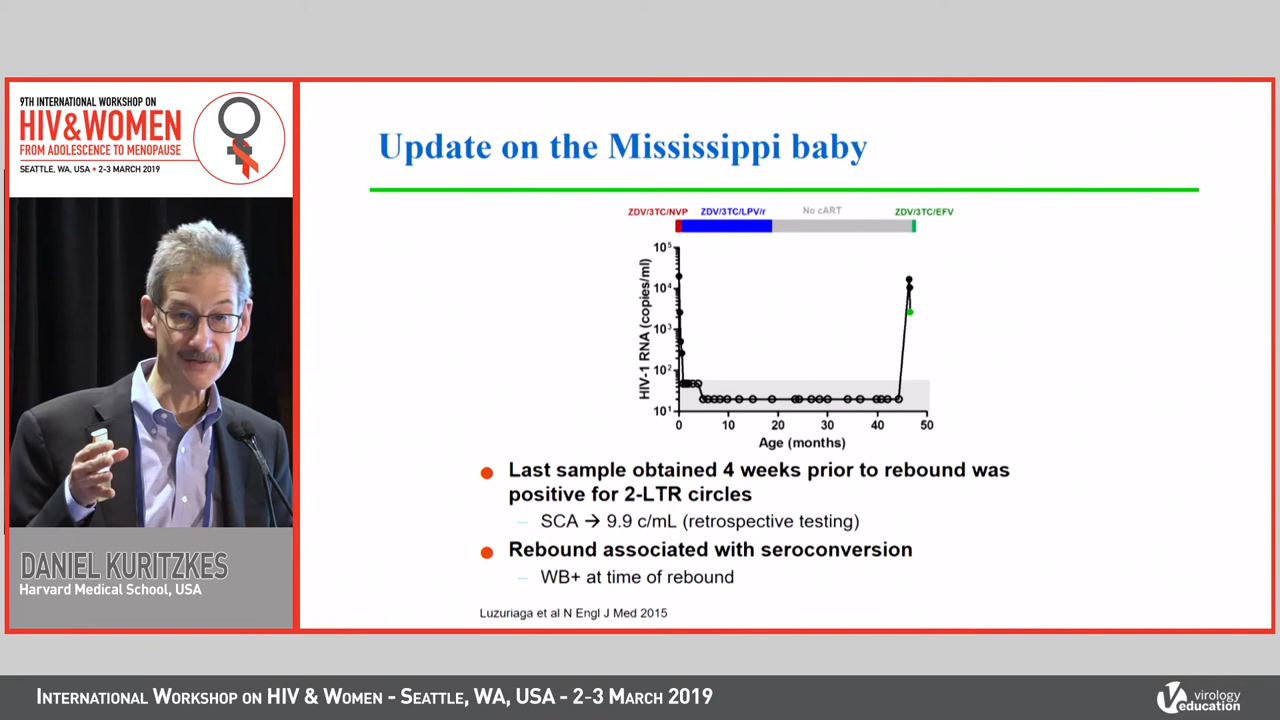 9TH INTERNATIONAL WORKSHOP ON
HIV&WOMEN
FROM ADOLESCENCE TO MENOPAUSE
SEATTLE, WA, USA • 2-3 MARCH 2019
DANIEL KURITZKES
Harvard Medical School, USA
Update on the Mississippi baby
ZDV/3TC/NVP ZDV/3TC/LPV/r No cART ZDV/3TC/EFV
HIV-1 RNA (copies/ml)
10⁵
10⁴
10³
10²
10¹
0 10 20 30 40 50
Age (months)
Last sample obtained 4 weeks prior to rebound was
positive for 2-LTR circles
– SCA → 9.9 c/mL (retrospective testing)
Rebound associated with seroconversion
– WB+ at time of rebound
Luzuriaga et al N Engl J Med 2015
INTERNATIONAL WORKSHOP ON HIV & WOMEN - SEATTLE, WA, USA - 2-3 MARCH 2019
virology
education